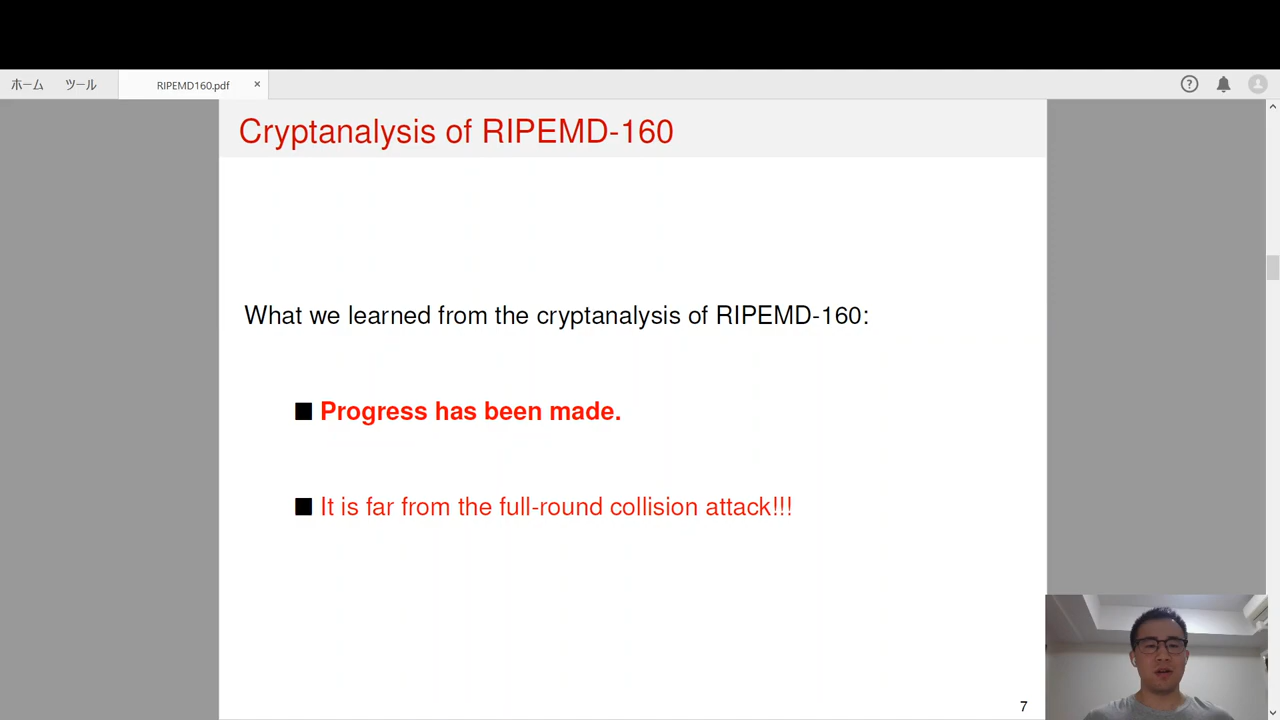 ホーム ツール RIPEMD160.pdf ×
Cryptanalysis of RIPEMD-160
What we learned from the cryptanalysis of RIPEMD-160:
Progress has been made.
It is far from the full-round collision attack!!!
7